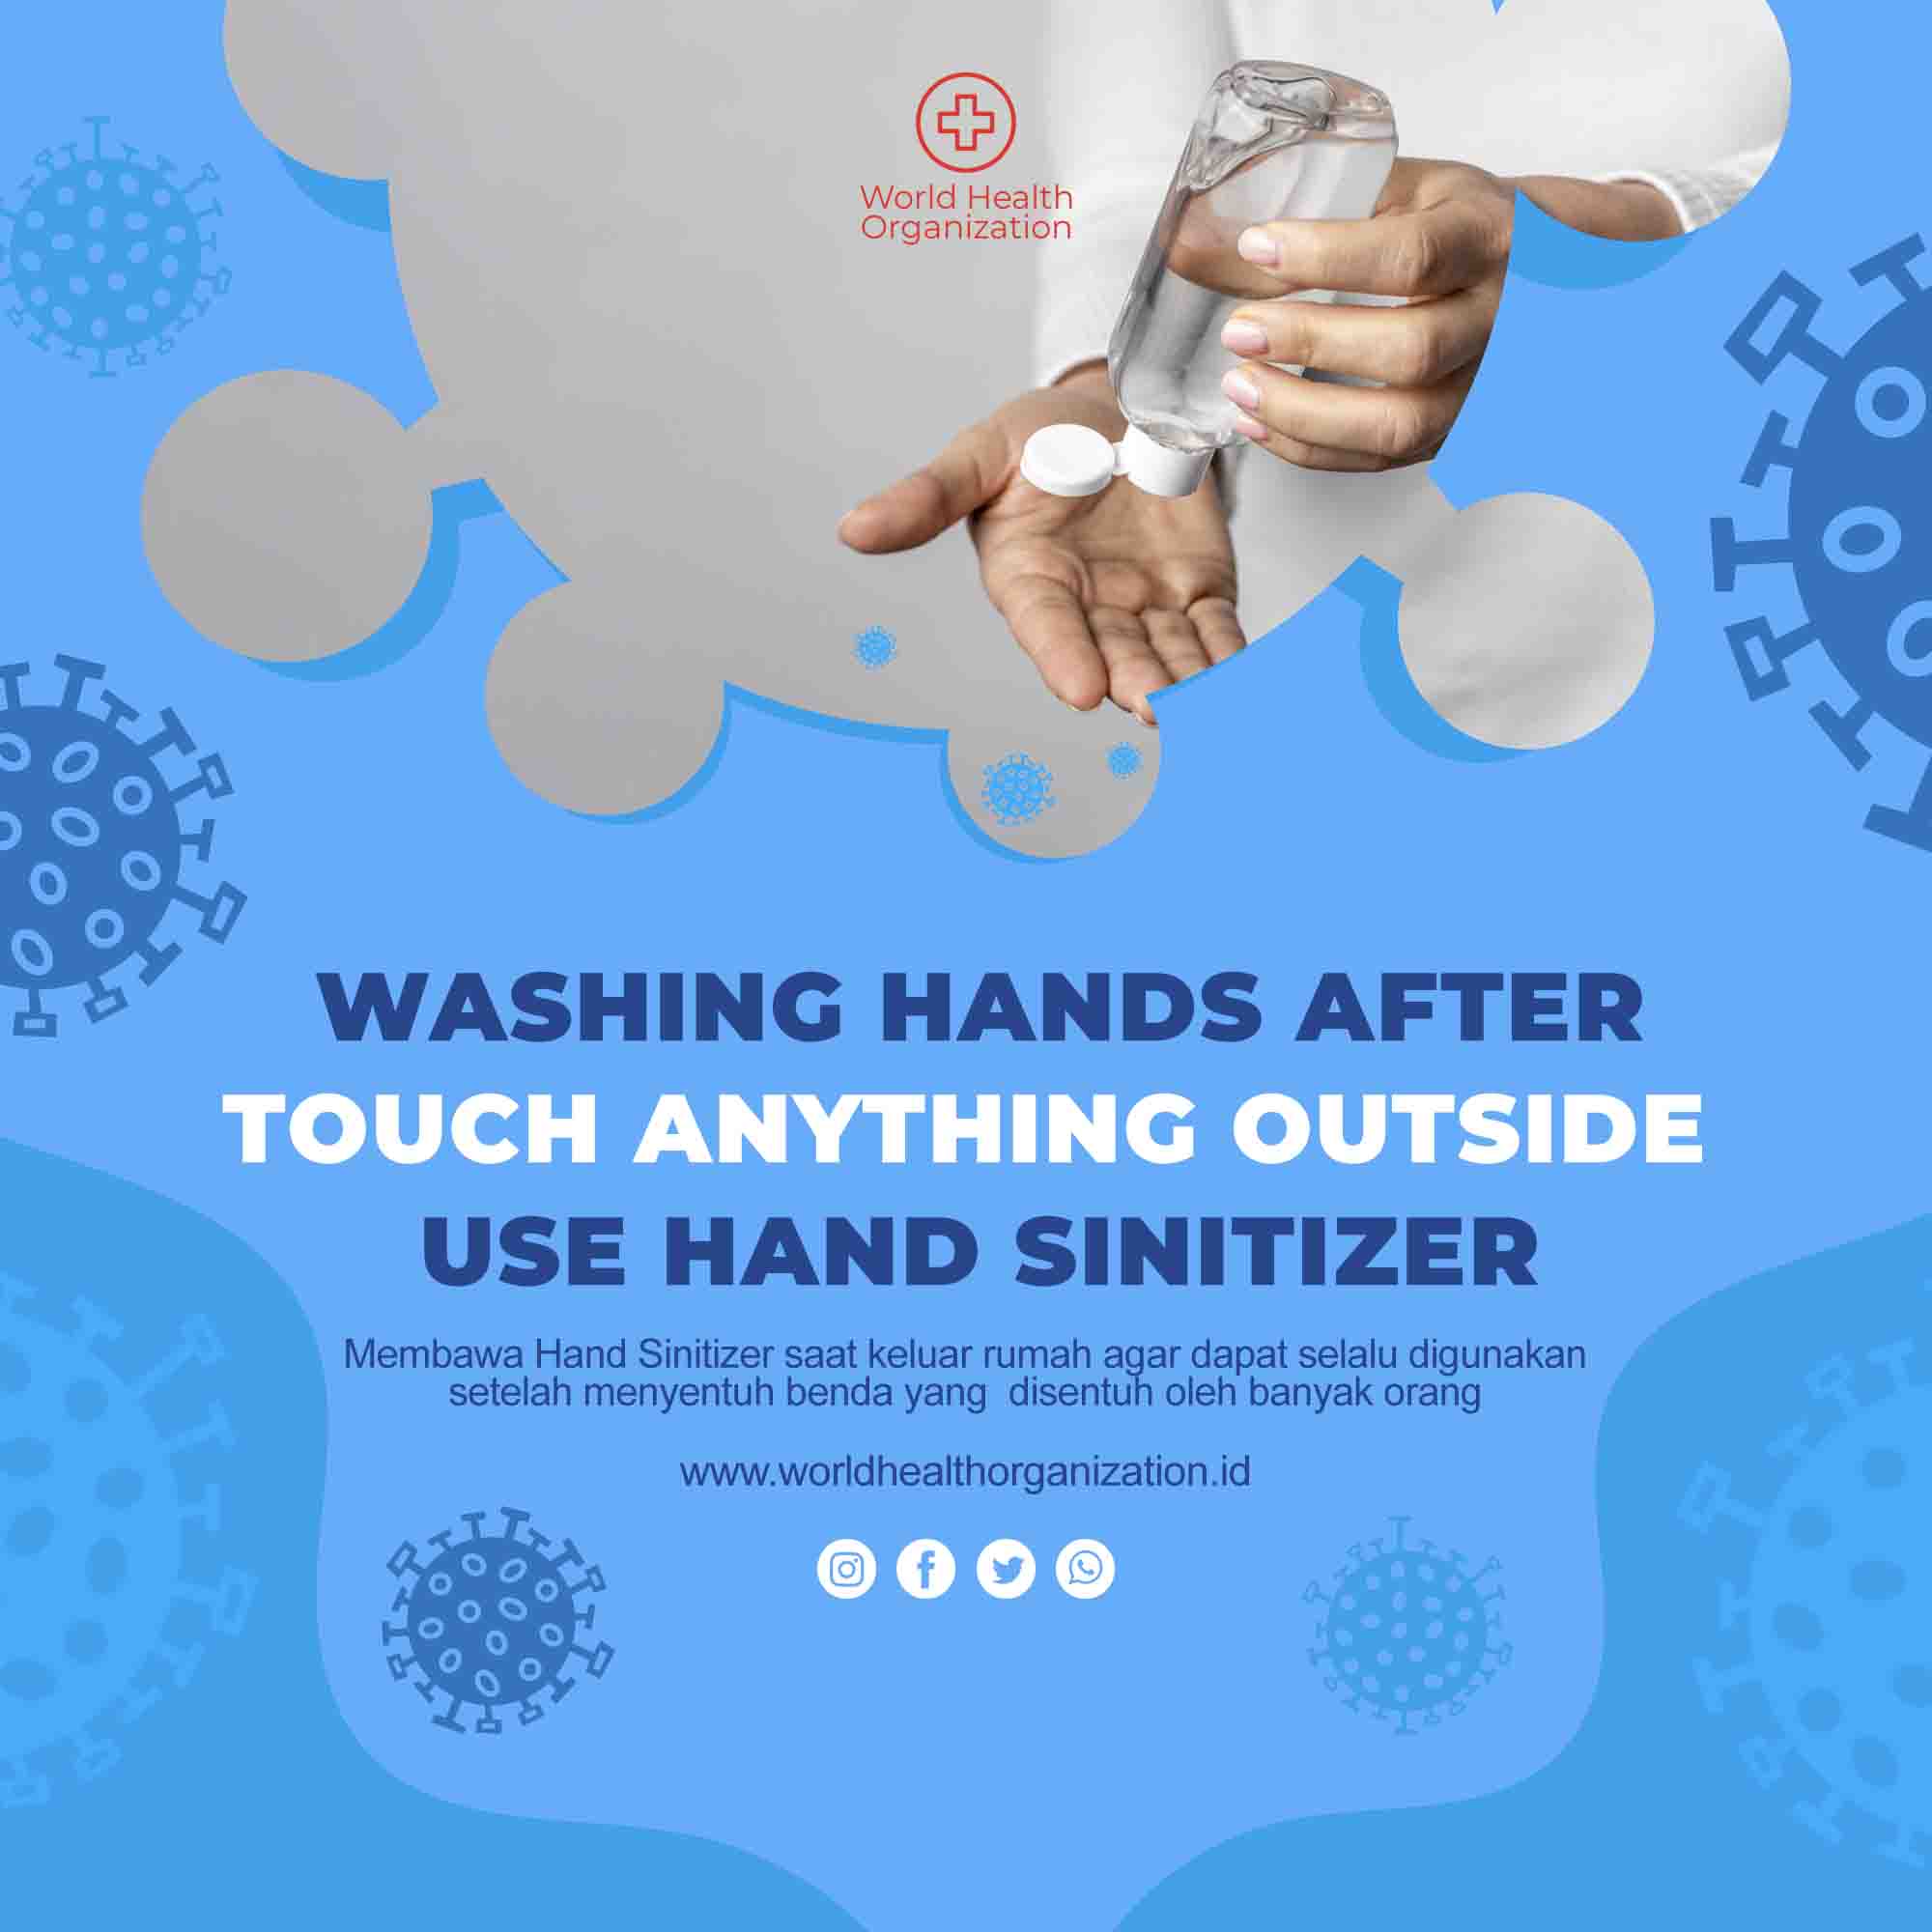 World Health
Organization
WASHING HANDS AFTER
TOUCH ANYTHING OUTSIDE
USE HAND SINITIZER
Membawa Hand Sinitizer saat keluar rumah agar dapat selalu digunakan
setelah menyentuh benda yang  disentuh oleh banyak orang
www.worldhealthorganization.id